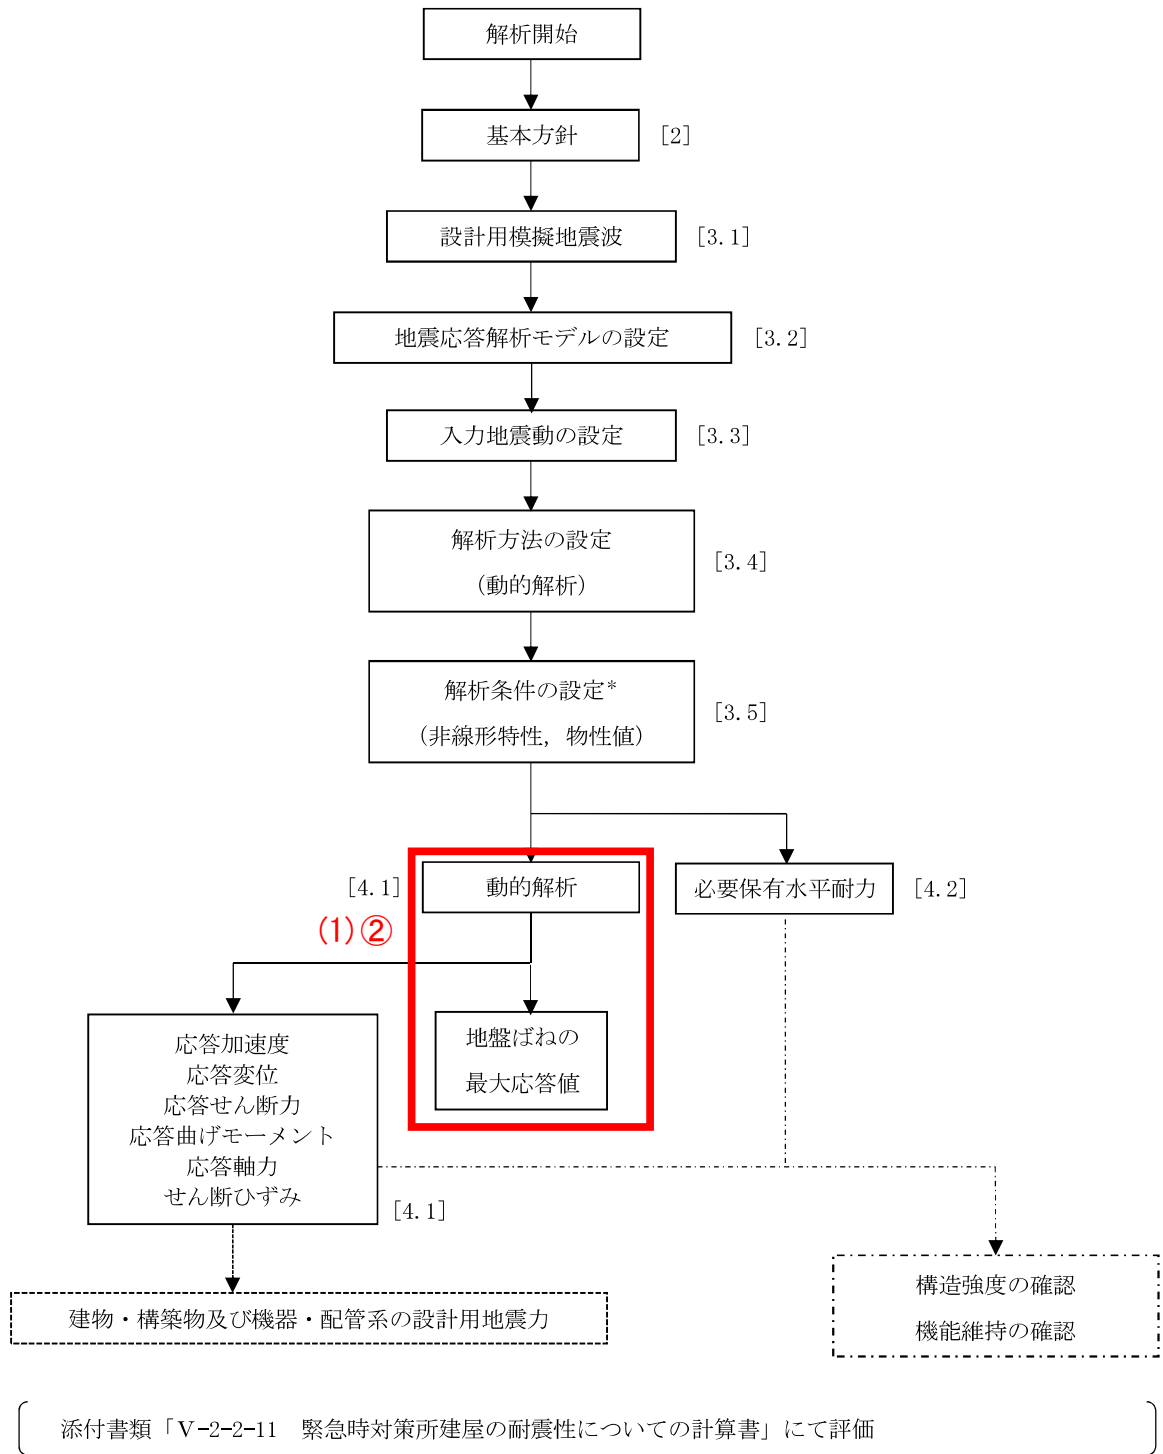 解析開始
基本方針
[2]
設計用模擬地震波
[3.1]
地震応答解析モデルの設定
[3.2]
入力地震動の設定
[3.3]
解析方法の設定
(動的解析)
[3.4]
解析条件の設定*
(非線形特性，物性値)
[3.5]
[4.1]
動的解析
必要保有水平耐力
[4.2]
(1)②
地盤ばねの
最大応答値
応答加速度
応答変位
応答せん断力
応答曲げモーメント
応答軸力
せん断ひずみ
[4.1]
構造強度の確認
機能維持の確認
建物・構築物及び機器・配管系の設計用地震力
添付書類「Ⅴ-2-2-11　緊急時対策所建屋の耐震性についての計算書」にて評価